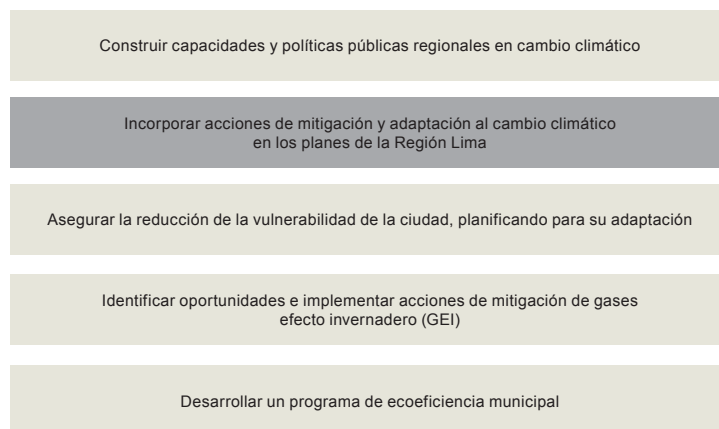 Construir capacidades y políticas públicas regionales en cambio climático
Incorporar acciones de mitigación y adaptación al cambio climático
en los planes de la Región Lima
Asegurar la reducción de la vulnerabilidad de la ciudad, planificando para su adaptación
Identificar oportunidades e implementar acciones de mitigación de gases
efecto invernadero (GEI)
Desarrollar un programa de ecoeficiencia municipal